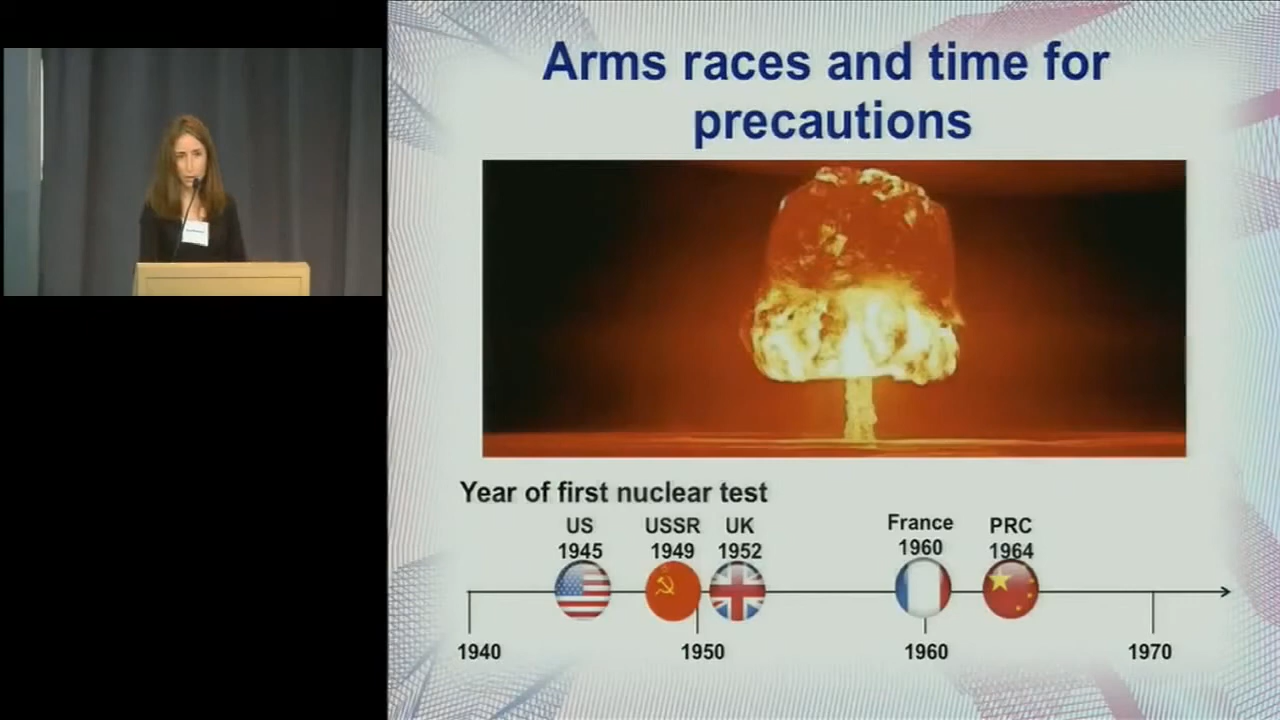 Arms races and time for
precautions
Year of first nuclear test
US
1945
USSR
1949
UK
1952
France
1960
PRC
1964
1940
1950
1960
1970